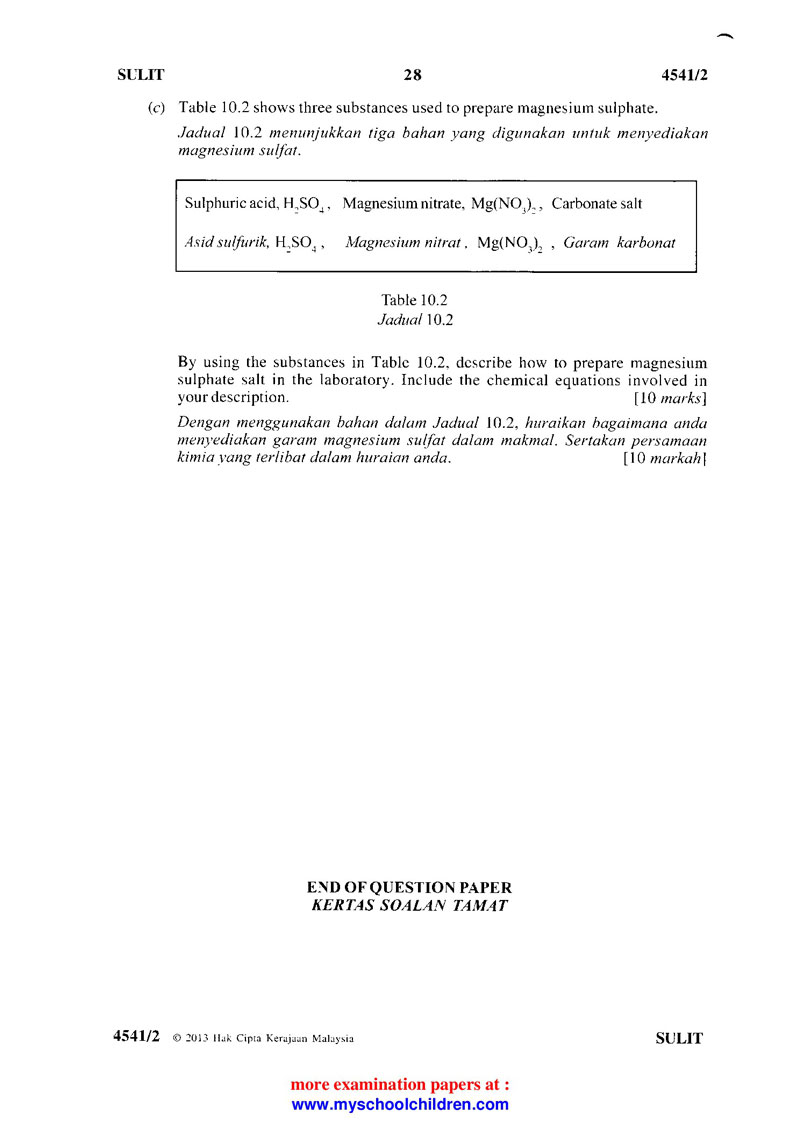 SULIT 28 4541/2
(c) Table 10.2 shows three substances used to prepare magnesium sulphate.
Jadual 10.2 menunjukkan tiga bahan yang digunakan untuk menyediakan
magnesium sulfat.
Sulphuric acid, H₂SO₄ , Magnesium nitrate, Mg(NO₃)₂ , Carbonate salt
Asid sulfurik, H₂SO₄ , Magnesium nitrat , Mg(NO₃)₂ , Garam karbonat
Table 10.2
Jadual 10.2
By using the substances in Table 10.2, describe how to prepare magnesium
sulphate salt in the laboratory. Include the chemical equations involved in
your description. [10 marks]
Dengan menggunakan bahan dalam Jadual 10.2, huraikan bagaimana anda
menyediakan garam magnesium sulfat dalam makmal. Sertakan persamaan
kimia yang terlibat dalam huraian anda. [10 markah]
END OF QUESTION PAPER
KERTAS SOALAN TAMAT
4541/2 © 2013 Hak Cipta Kerajaan Malaysia SULIT
more examination papers at :
www.myschoolchildren.com